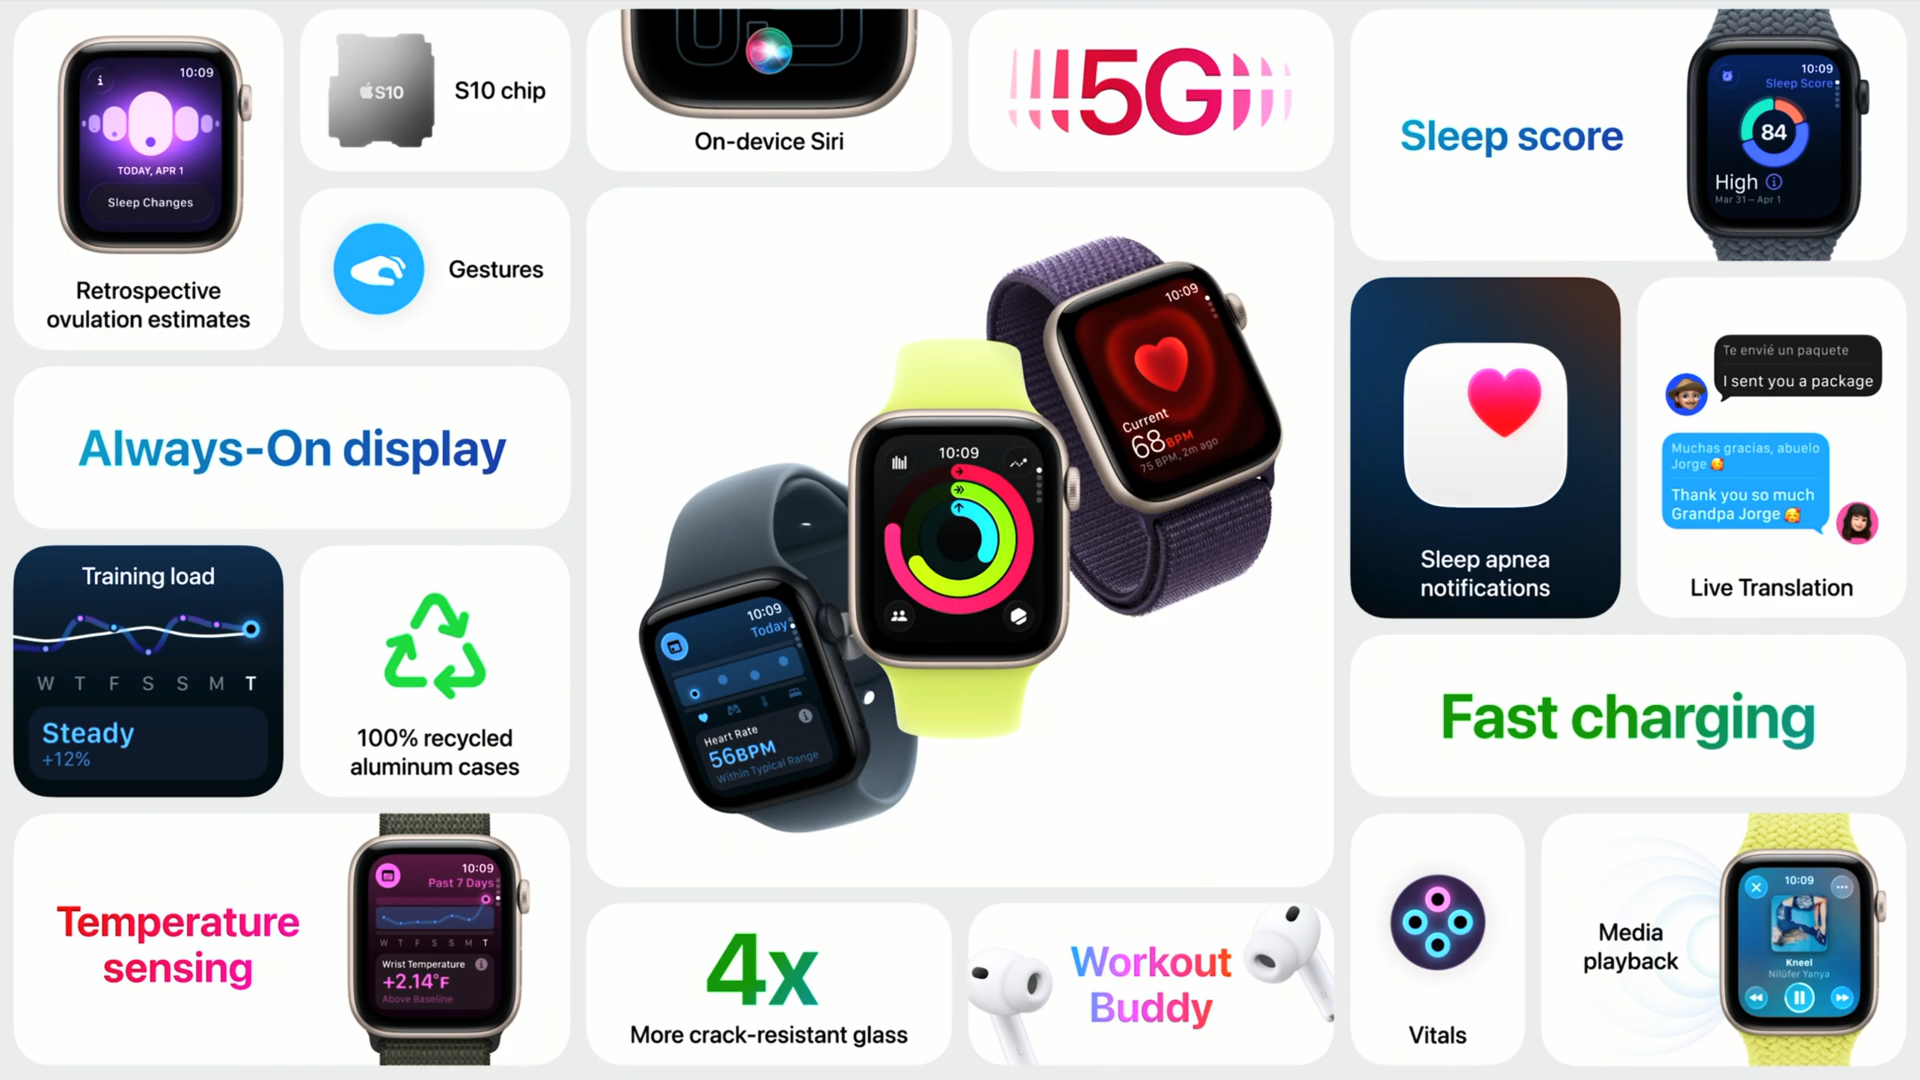 10:09
TODAY, APR 1
Sleep Changes
Retrospective
ovulation estimates
S10
S10 chip
Gestures
On-device Siri
5G
Sleep score
10:09
Sleep Score
84
High
Mar 31 – Apr 1
Always-On display
10:09
Current
68BPM
75 BPM, 2m ago
10:09
10:09
Today
Heart Rate
56BPM
Within Typical Range
Sleep apnea
notifications
Te envié un paquete
I sent you a package
Muchas gracias, abuelo
Jorge 🥰
Thank you so much
Grandpa Jorge 🥰
Live Translation
Training load
W T F S S M T
Steady
+12%
100% recycled
aluminum cases
Fast charging
Temperature
sensing
10:09
Past 7 Days
W T F S S M T
Wrist Temperature
+2.14°F
Above Baseline
4x
More crack-resistant glass
Workout
Buddy
Vitals
Media
playback
10:09
Kneel
Nilüfer Yanya